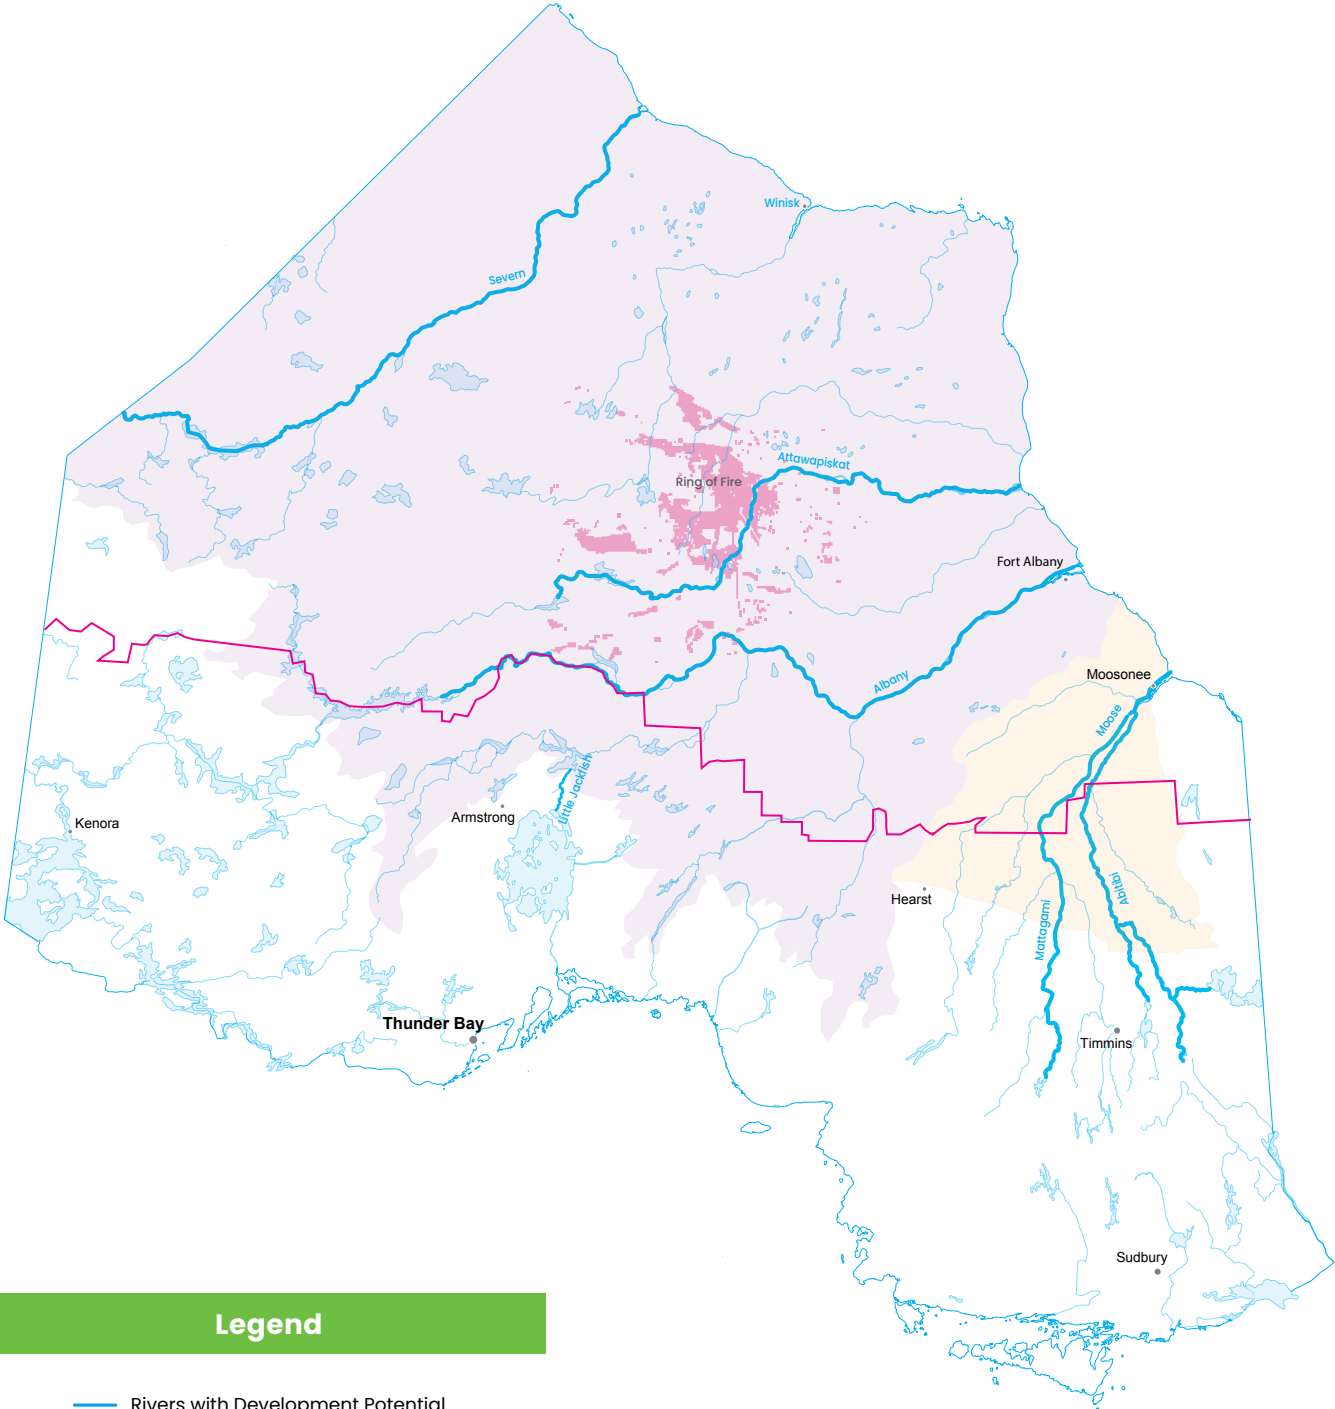 Winisk
Severn
Attawapiskat
Ring of Fire
Fort Albany
Albany
Moosonee
Moose
Little Jackfish
Armstrong
Kenora
Hearst
Abitibi
Mattagami
Thunder Bay
Timmins
Sudbury
Legend
Rivers with Development Potential